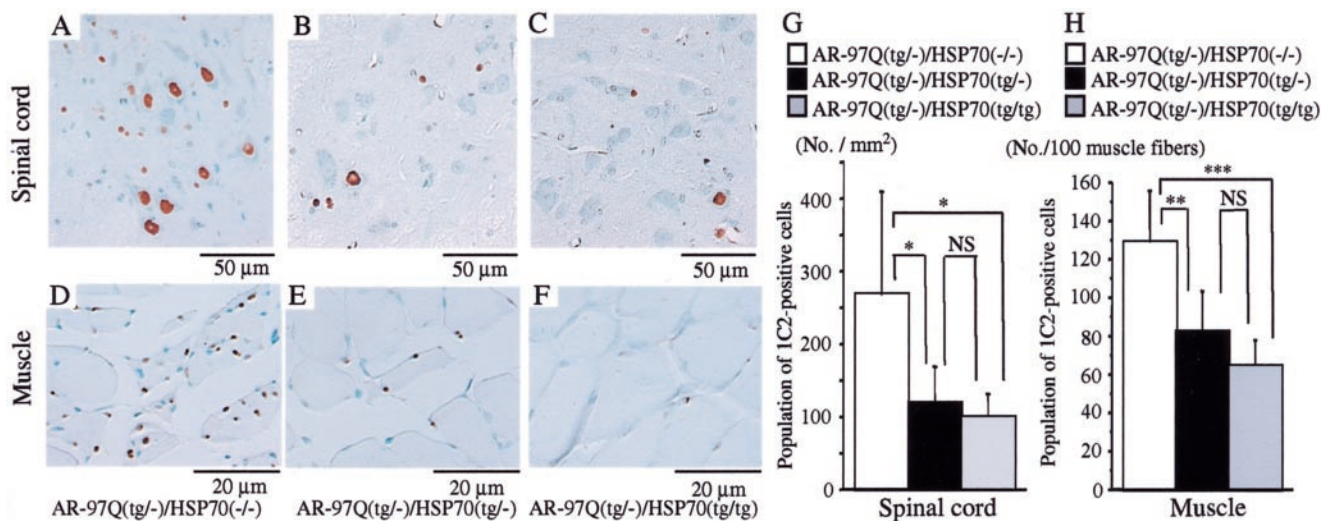 A
B
C
Spinal cord
50 µm
50 µm
50 µm
D
E
F
Muscle
20 µm
20 µm
20 µm
AR-97Q(tg/-)/HSP70(-/-)
AR-97Q(tg/-)/HSP70(tg/-)
AR-97Q(tg/-)/HSP70(tg/tg)
G
AR-97Q(tg/-)/HSP70(-/-)
AR-97Q(tg/-)/HSP70(tg/-)
AR-97Q(tg/-)/HSP70(tg/tg)
(No. / mm²)
Population of 1C2-positive cells
400
300
250
200
100
0
*
*
NS
Spinal cord
H
AR-97Q(tg/-)/HSP70(-/-)
AR-97Q(tg/-)/HSP70(tg/-)
AR-97Q(tg/-)/HSP70(tg/tg)
(No./100 muscle fibers)
Population of 1C2-positive cells
160
140
120
100
80
60
40
20
0
***
**
NS
Muscle